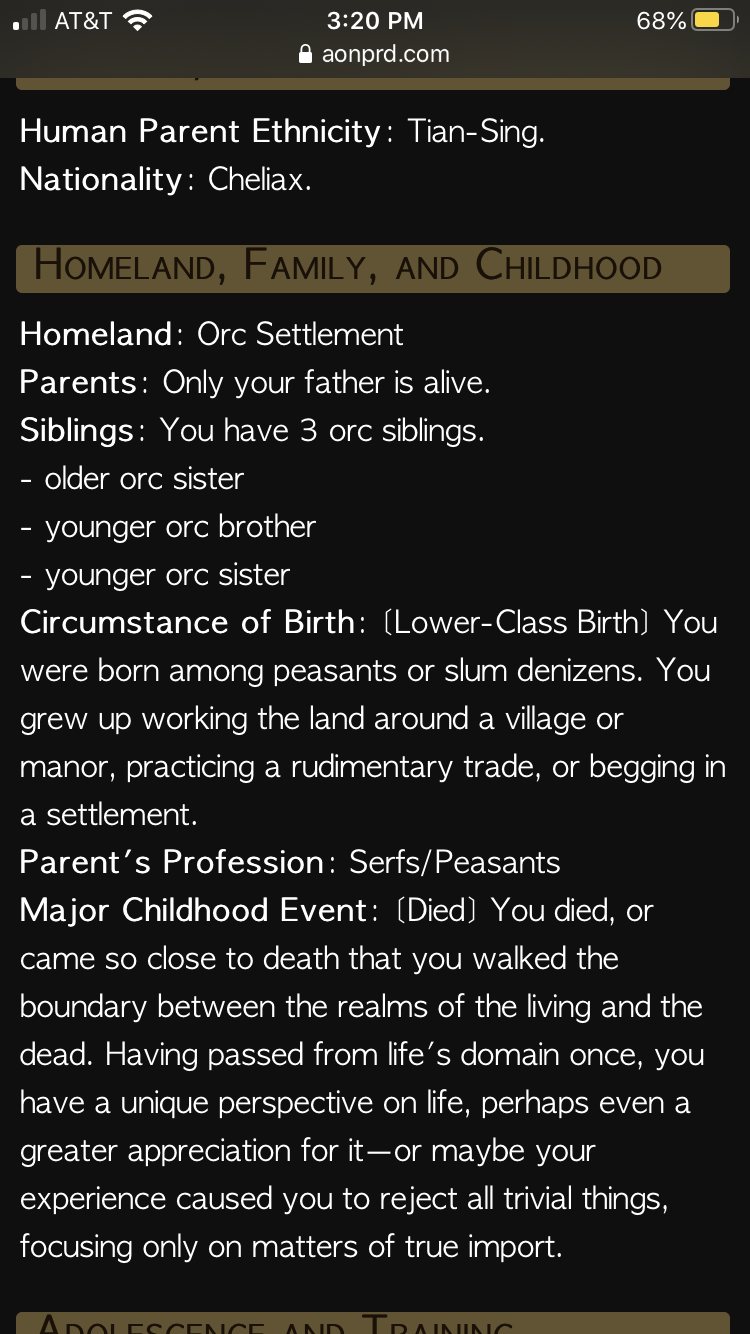 AT&T 3:20 PM 68%
aonprd.com
Human Parent Ethnicity: Tian-Sing.
Nationality: Cheliax.
Homeland, Family, and Childhood
Homeland: Orc Settlement
Parents: Only your father is alive.
Siblings: You have 3 orc siblings.
- older orc sister
- younger orc brother
- younger orc sister
Circumstance of Birth: [Lower-Class Birth] You
were born among peasants or slum denizens. You
grew up working the land around a village or
manor, practicing a rudimentary trade, or begging in
a settlement.
Parent's Profession: Serfs/Peasants
Major Childhood Event: [Died] You died, or
came so close to death that you walked the
boundary between the realms of the living and the
dead. Having passed from life's domain once, you
have a unique perspective on life, perhaps even a
greater appreciation for it—or maybe your
experience caused you to reject all trivial things,
focusing only on matters of true import.
Adolescence and Training